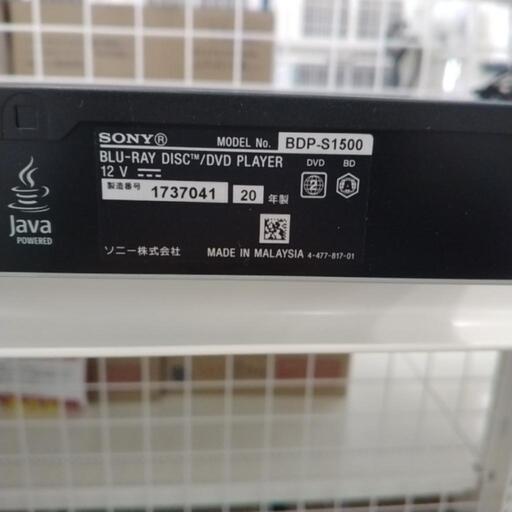 SONY® MODEL No. BDP-S1500
BLU-RAY DISC™/DVD PLAYER DVD BD
12 V 2 A
製造番号 1737041 20 年製
Java
POWERED
ソニー株式会社 MADE IN MALAYSIA 4-477-817-01